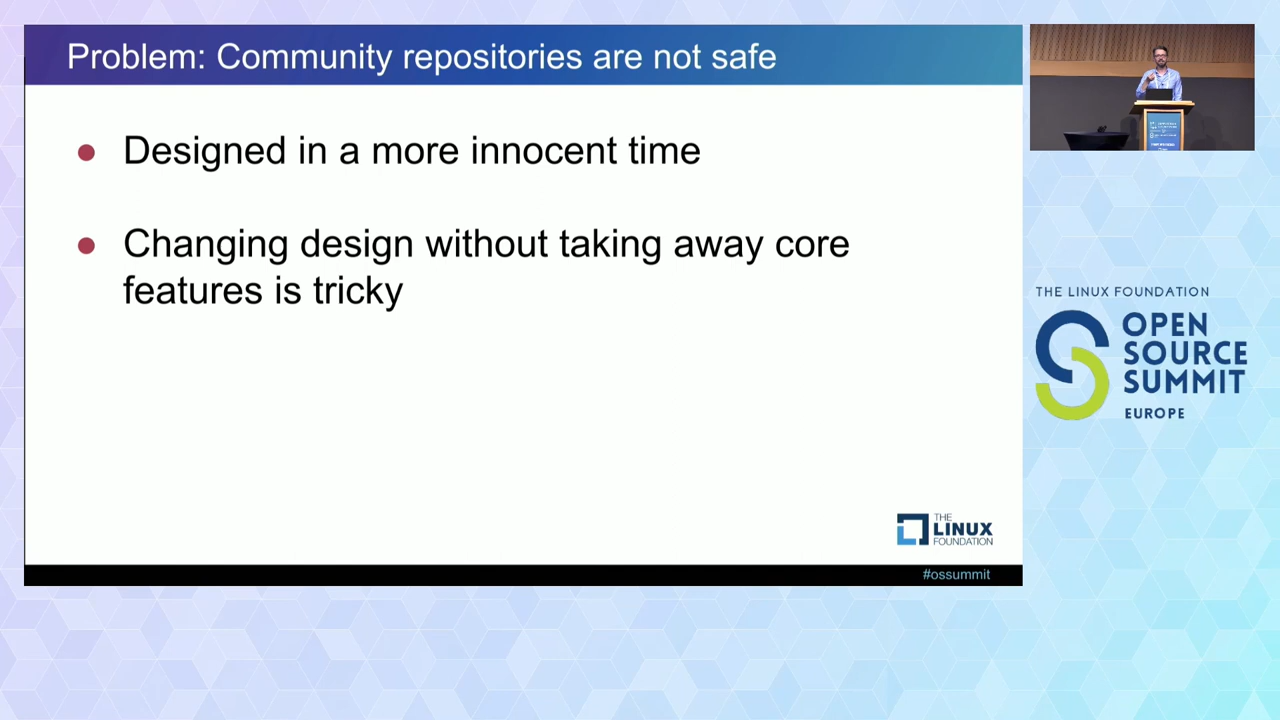 Problem: Community repositories are not safe
Designed in a more innocent time
Changing design without taking away core
features is tricky
THE
LINUX
FOUNDATION
#ossummit
THE LINUX FOUNDATION
OPEN
SOURCE
SUMMIT
EUROPE